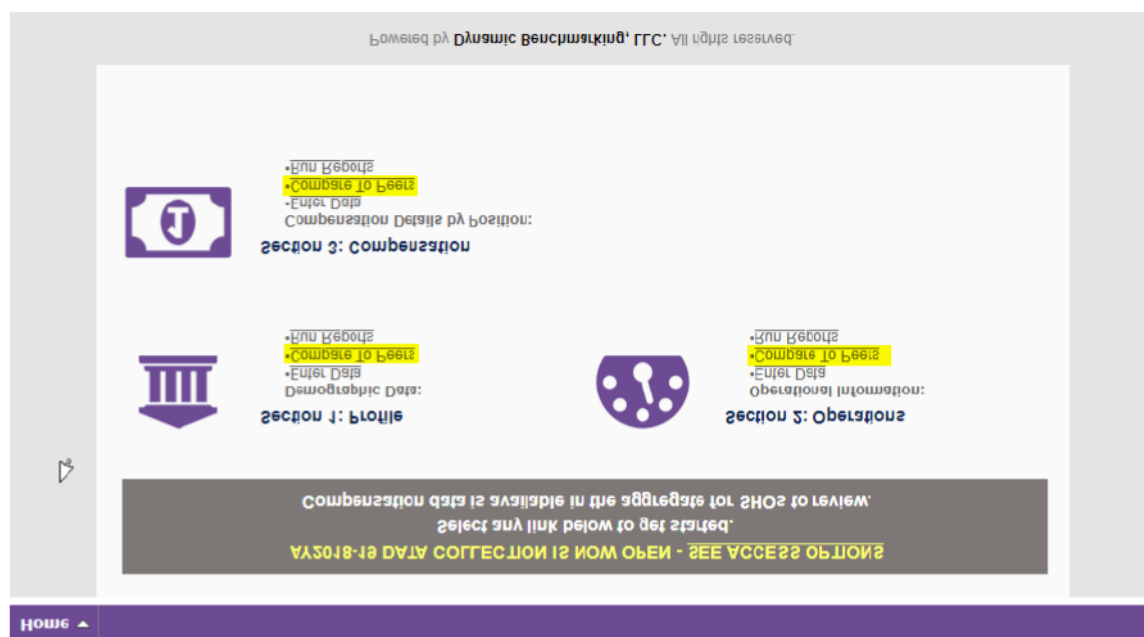 Home
AY2018-19 DATA COLLECTION IS NOW OPEN - SEE ACCESS OPTIONS
Select any link below to get started.
Compensation data is available in the aggregate for SHOs to review.
Section 1: Profile
Demographic Data:
•Enter Data
•Compare To Peers
•Run Reports
Section 2: Operations
Operational Information:
•Enter Data
•Compare To Peers
•Run Reports
Section 3: Compensation
Compensation Details by Position:
•Enter Data
•Compare To Peers
•Run Reports
1
Powered by Dynamic Benchmarking, LLC. All rights reserved.